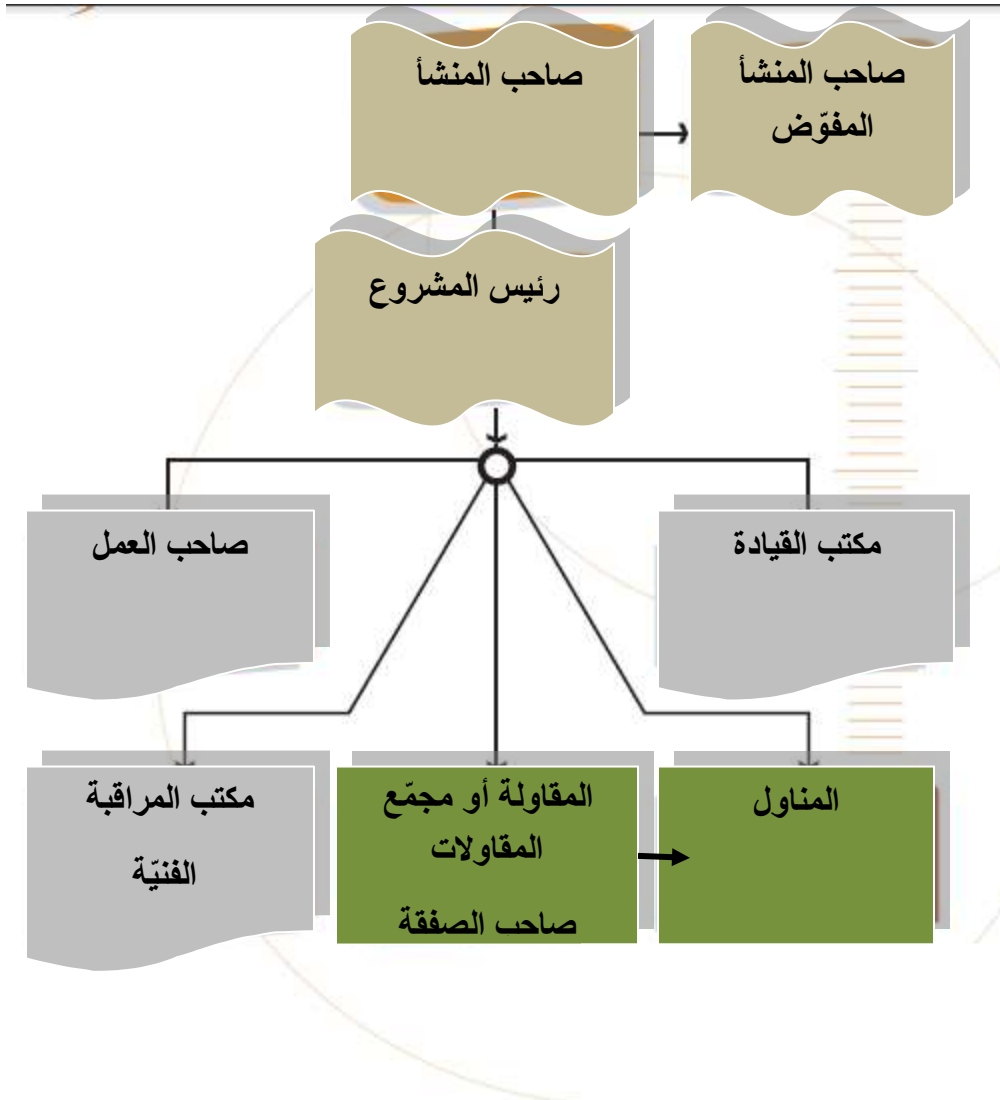 صاحب المنشأ
المفوّض
صاحب المنشأ
رئيس المشروع
مكتب القيادة
صاحب العمل
المناول
المقاولة أو مجمّع
المقاولات
صاحب الصفقة
مكتب المراقبة
الفنيّة